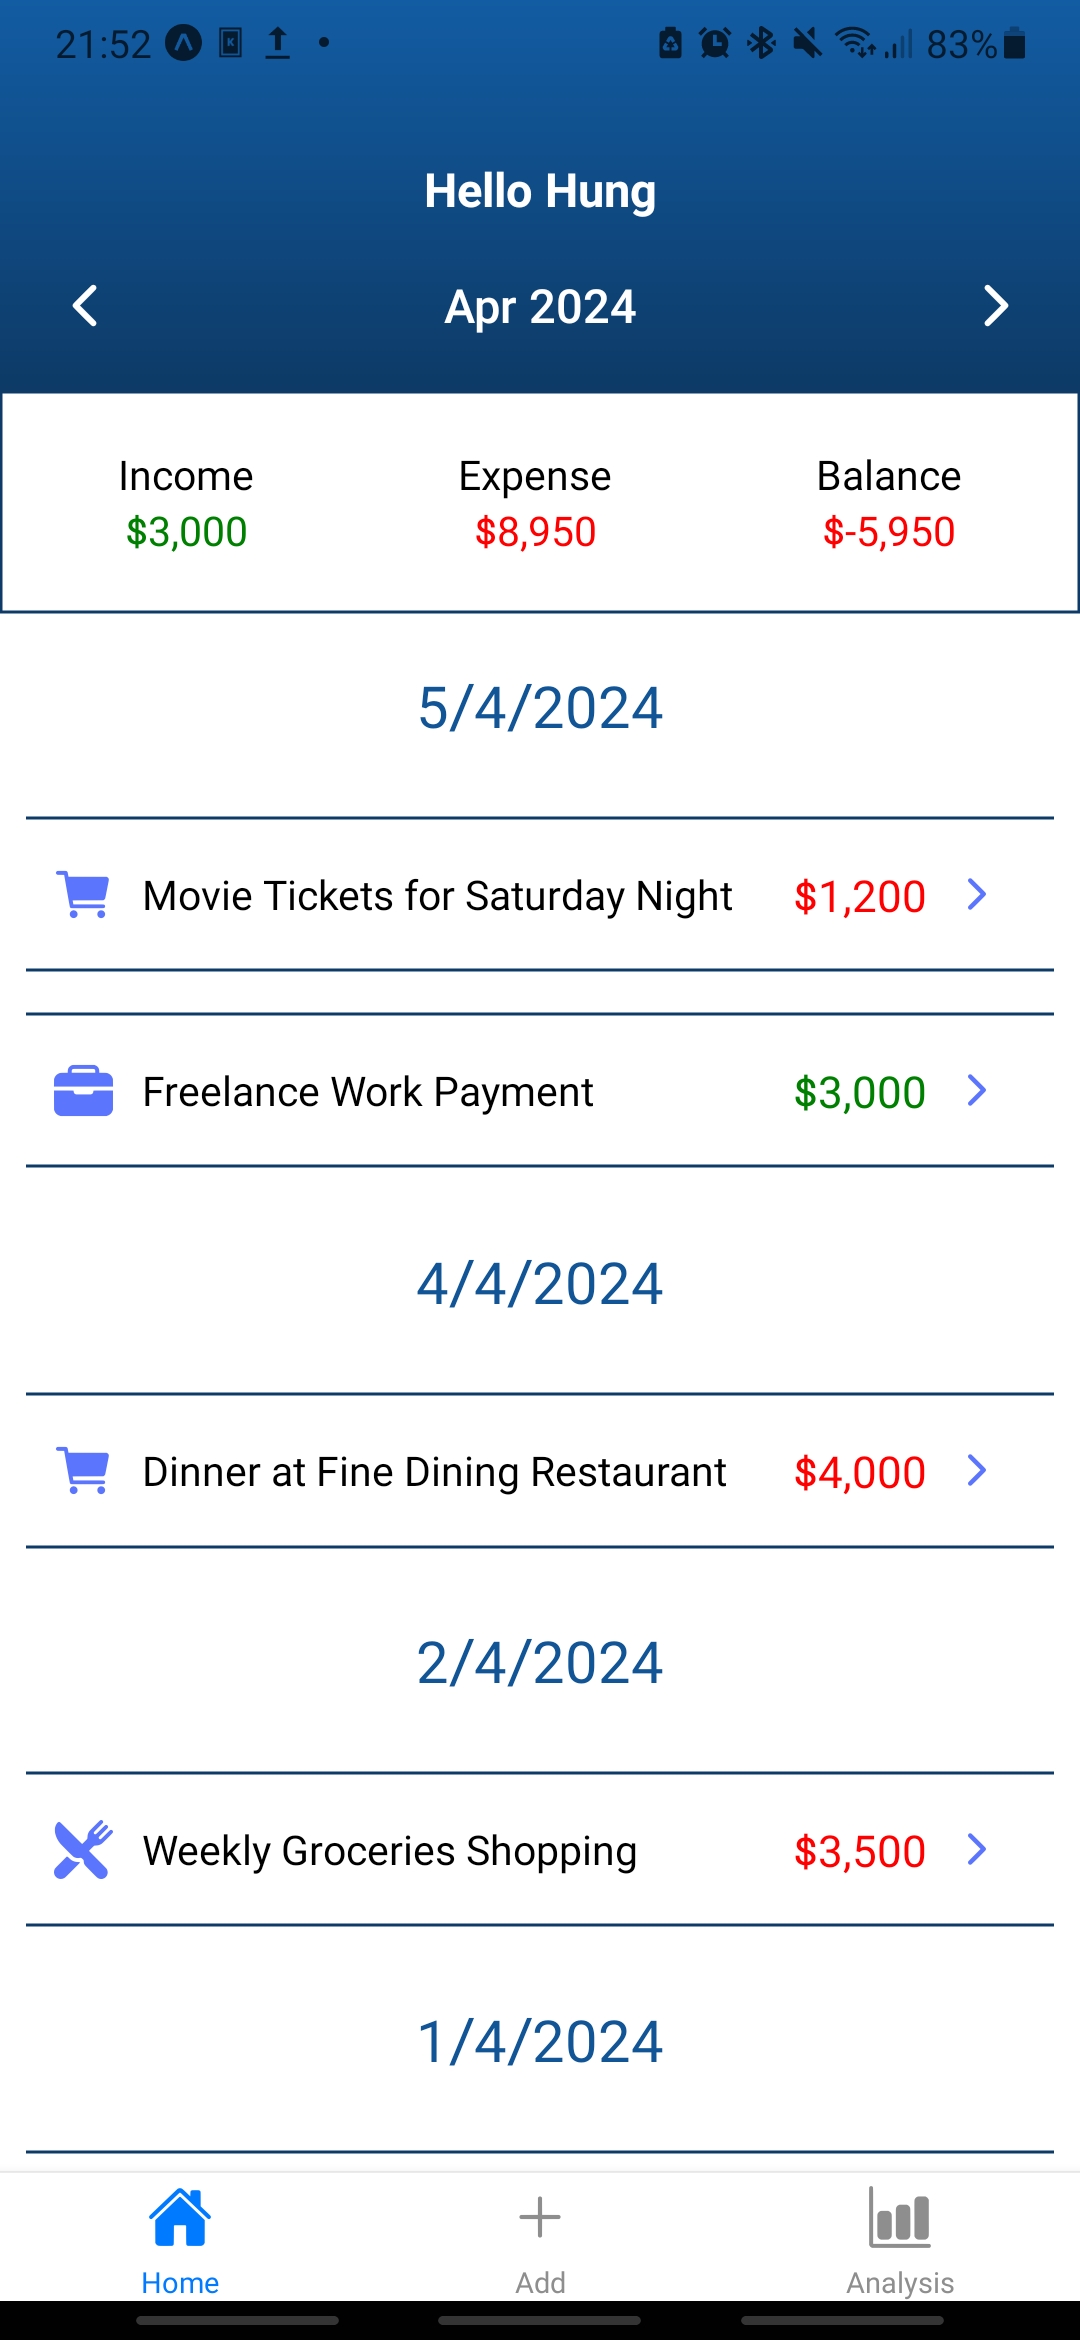 21:52 83%
Hello Hung
Apr 2024
Income Expense Balance
$3,000 $8,950 $-5,950
5/4/2024
Movie Tickets for Saturday Night $1,200
Freelance Work Payment $3,000
4/4/2024
Dinner at Fine Dining Restaurant $4,000
2/4/2024
Weekly Groceries Shopping $3,500
1/4/2024
Home Add Analysis